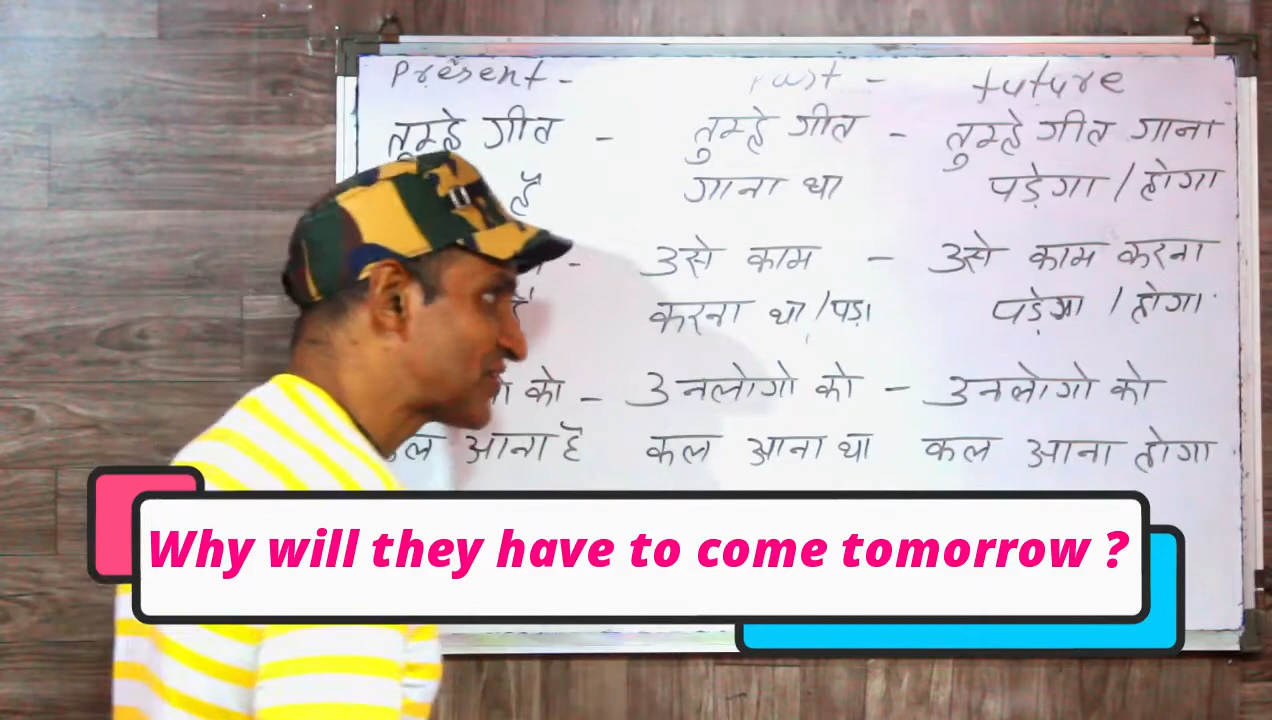 Present - Past - future
तुम्हे गीत - तुम्हे गीत - तुम्हे गीत गाना
है गाना था पड़ेगा / होगा
- उसे काम - उसे काम करना
करना था / पड़ा पड़ेगा / होगा
को - उनलोगो को - उनलोगो को
कल आना है कल आना था कल आना होगा
Why will they have to come tomorrow ?